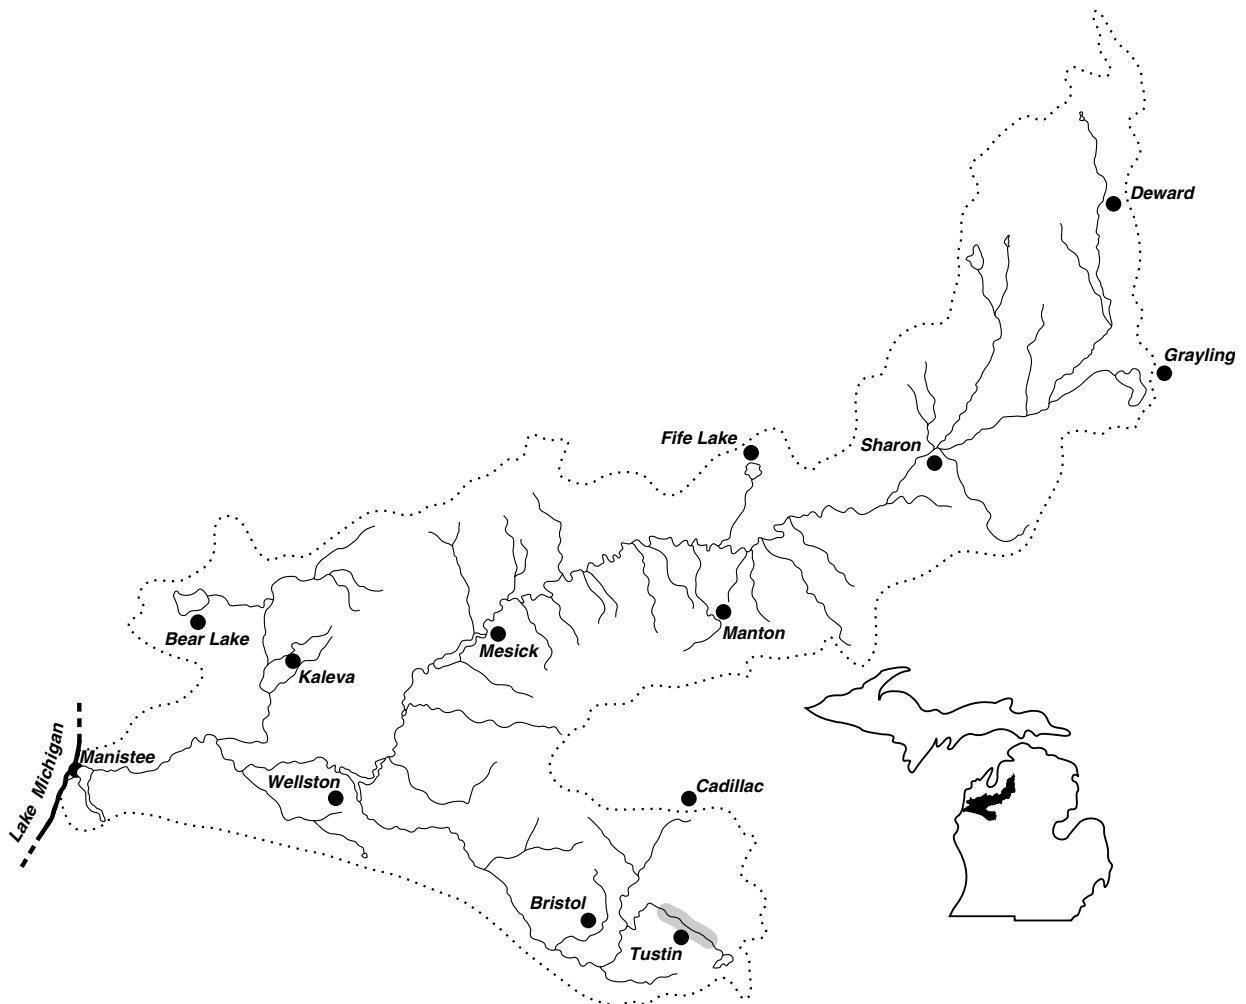 Deward
Grayling
Fife Lake
Sharon
Bear Lake
Kaleva
Mesick
Manton
Manistee
Lake Michigan
Wellston
Cadillac
Bristol
Tustin